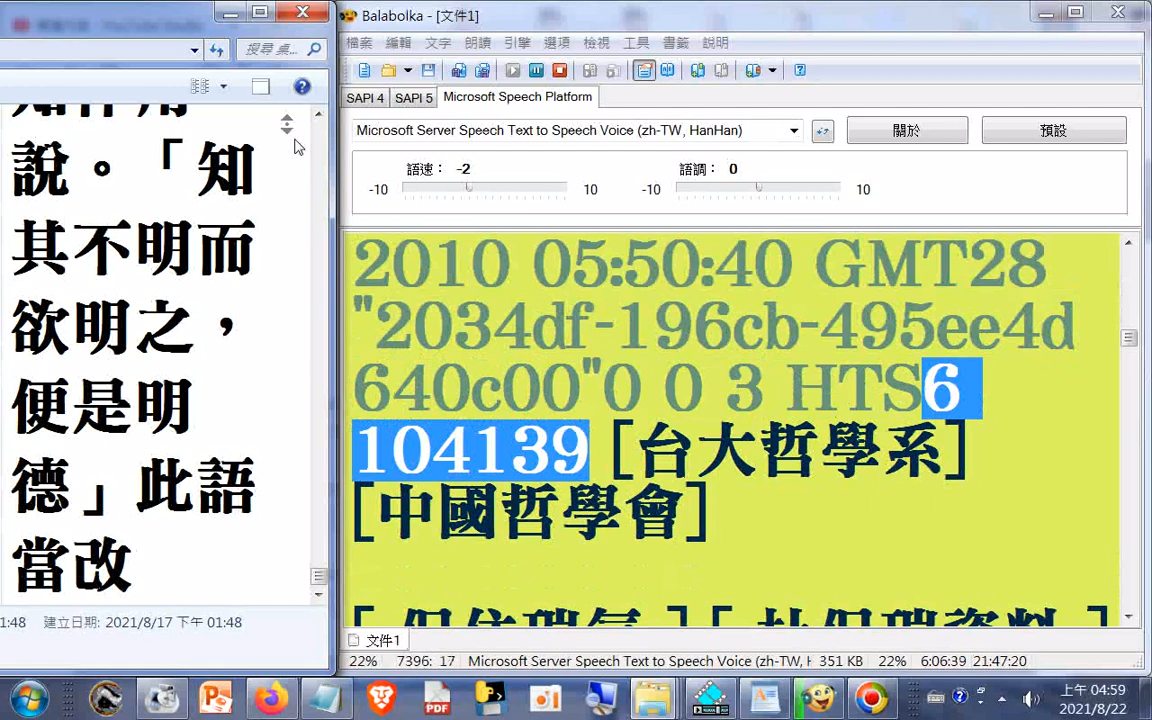 搜尋 桌...
說。「知
其不明而
欲明之，
便是明
德」此語
當改
1:48 建立日期: 2021/8/17 下午 01:48
Balabolka - [文件1]
檔案 編輯 文字 朗讀 引擎 選項 檢視 工具 書籤 說明
SAPI 4 SAPI 5 Microsoft Speech Platform
Microsoft Server Speech Text to Speech Voice (zh-TW, HanHan) 關於 預設
語速： -2 語調： 0
-10 10 -10 10
2010 05:50:40 GMT28
"2034df-196cb-495ee4d
640c00"0 0 3 HTS6
104139 [台大哲學系]
[中國哲學會]
文件1
22% 7396: 17 Microsoft Server Speech Text to Speech Voice (zh-TW, H 351 KB 22% 6:06:39 21:47:20
PDF
上午 04:59
2021/8/22